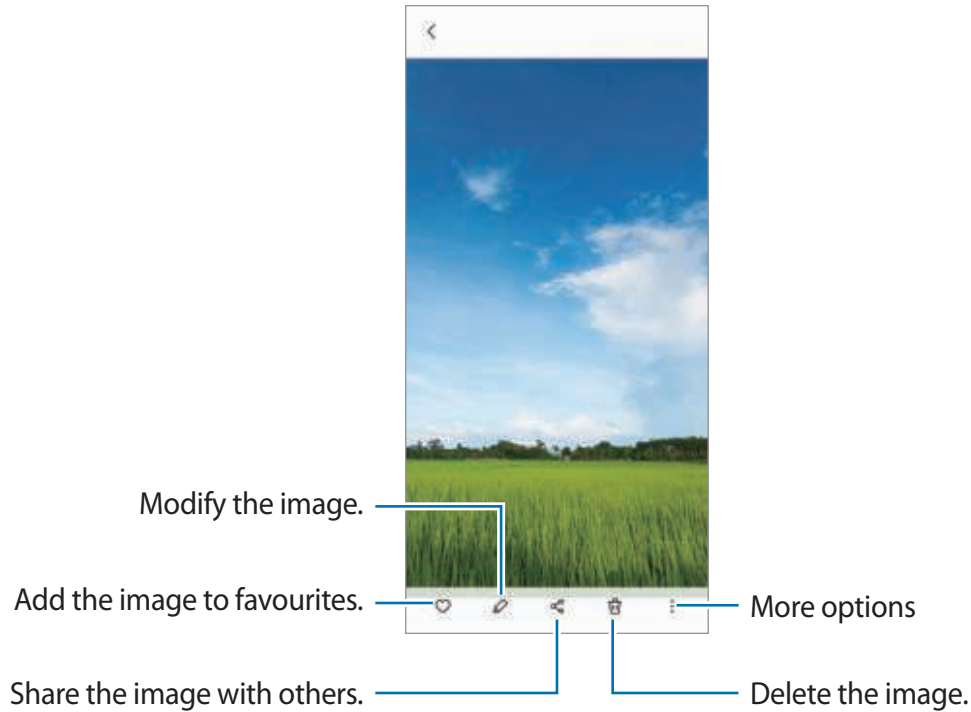 Modify the image.
Add the image to favourites.
More options
Share the image with others.
Delete the image.